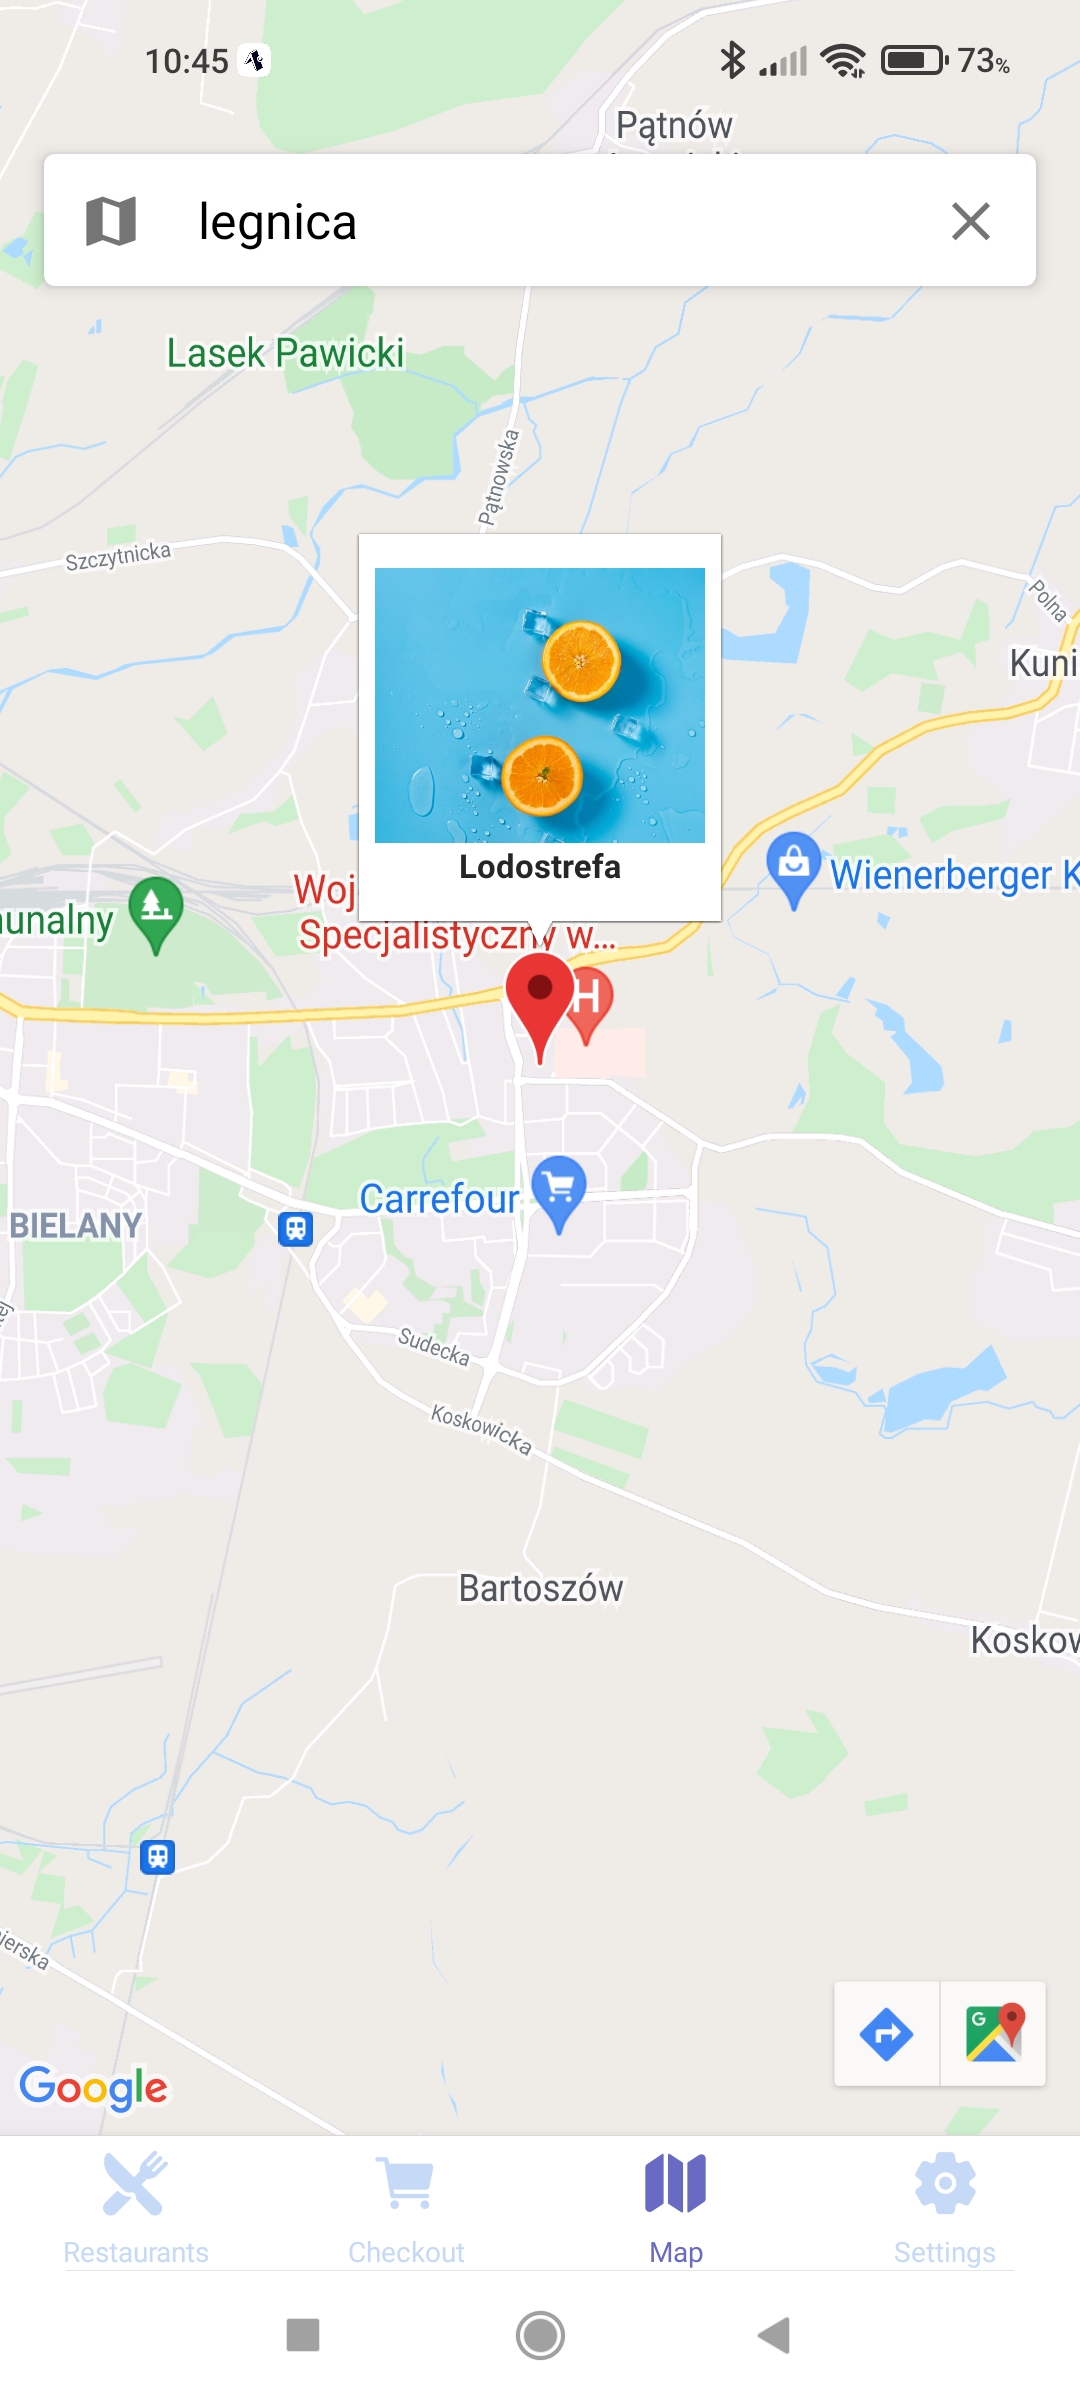 10:45
73%
Pątnów
legnica
Lasek Pawicki
Pątnowska
Szczytnicka
Polna
Kuni
Lodostrefa
Wienerberger K
Woj
unalny
Specjalistyczny w...
H
Carrefour
BIELANY
Sudecka
Koskowicka
Bartoszów
Koskow
ierska
G
Google
Restaurants
Checkout
Map
Settings